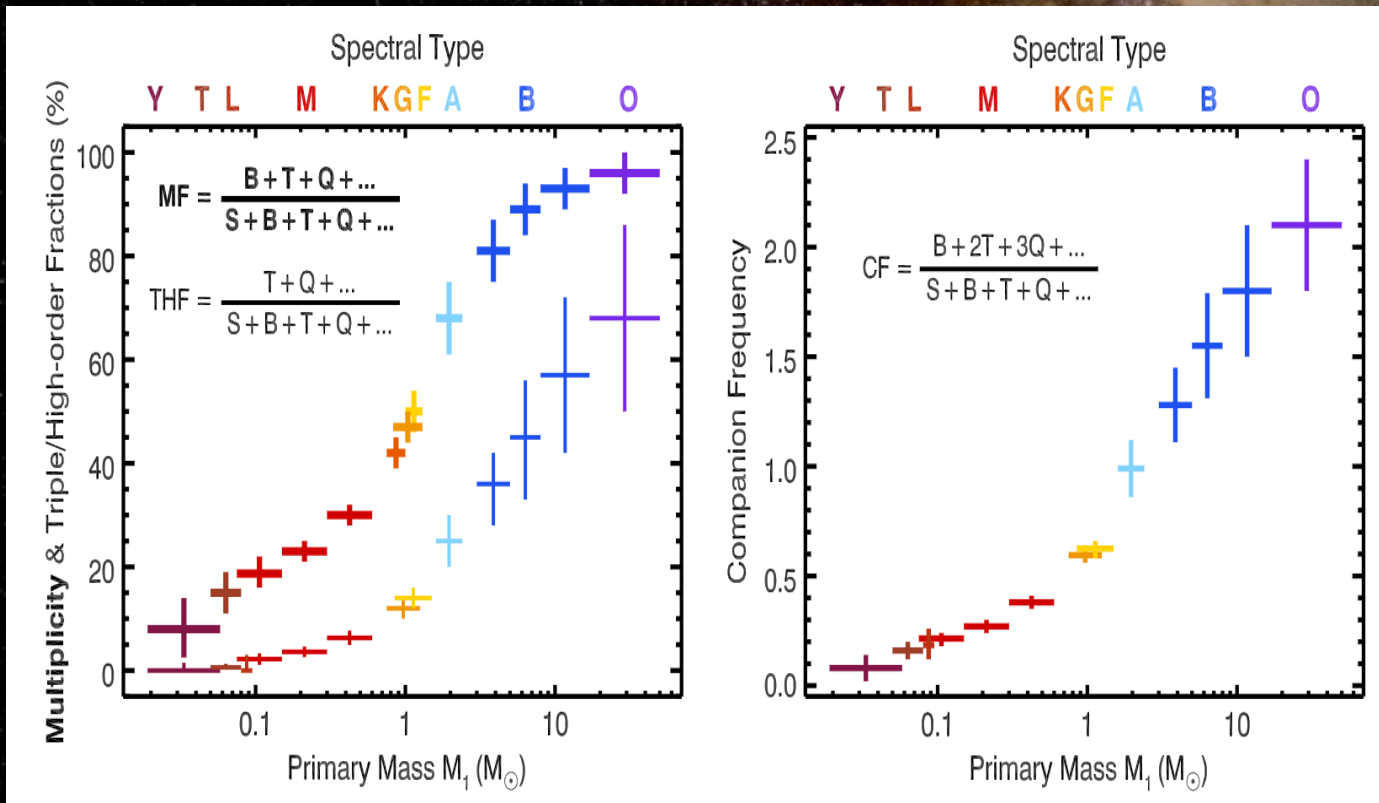 Spectral Type
Y T L M K G F A B O
Multiplicity & Triple/High-order Fractions (%)
100
80
60
40
20
0
MF = B+T+Q+... / S+B+T+Q+...
THF = T+Q+... / S+B+T+Q+...
0.1 1 10
Primary Mass M₁ (M☉)
Spectral Type
Y T L M K G F A B O
Companion Frequency
2.5
2.0
1.5
1.0
0.5
0.0
CF = B+2T+3Q+... / S+B+T+Q+...
0.1 1 10
Primary Mass M₁ (M☉)